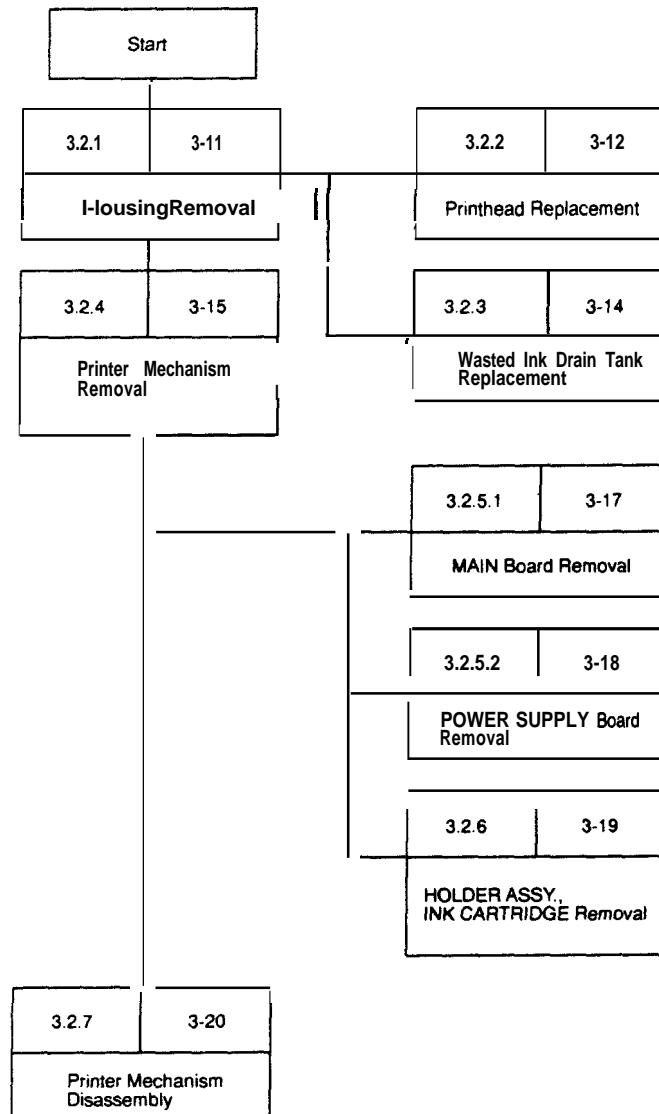 Start
3.2.1 3-11
I-lousingRemoval
3.2.2 3-12
Printhead Replacement
3.2.4 3-15
Printer Mechanism
Removal
3.2.3 3-14
Wasted Ink Drain Tank
Replacement
3.2.5.1 3-17
MAIN Board Removal
3.2.5.2 3-18
POWER SUPPLY Board
Removal
3.2.6 3-19
HOLDER ASSY.,
INK CARTRIDGE Removal
3.2.7 3-20
Printer Mechanism
Disassembly